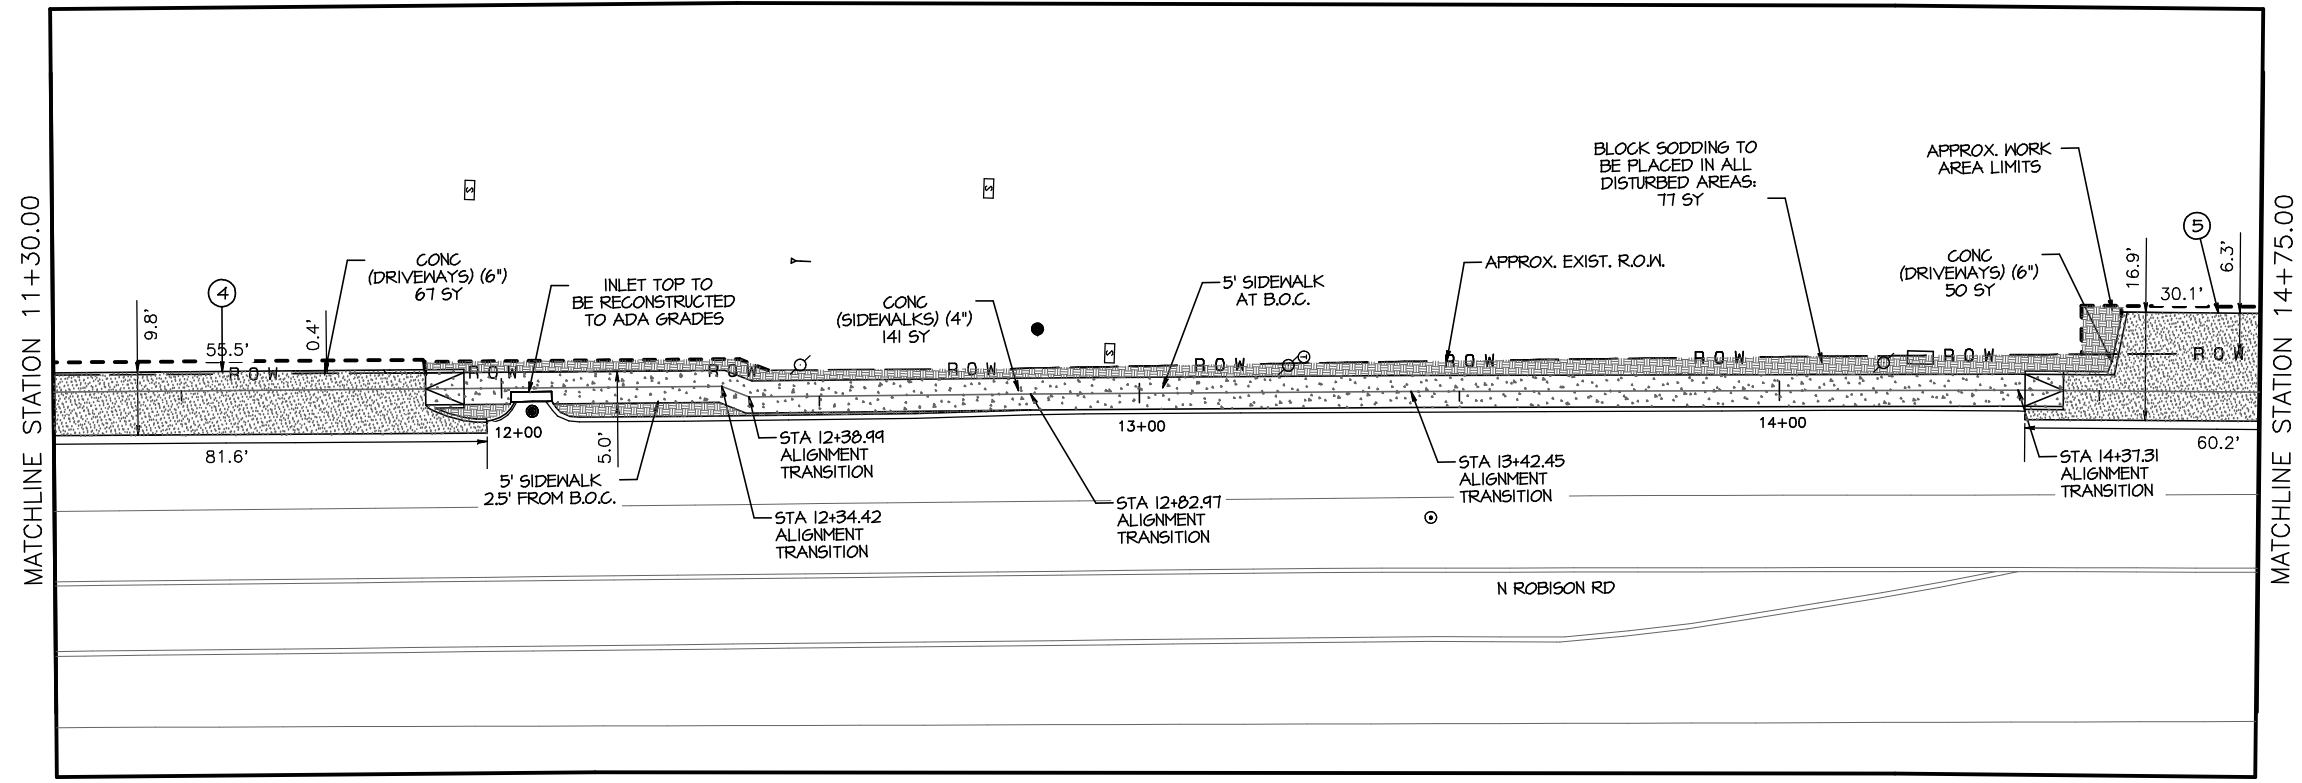 MATCHLINE STATION 11+30.00
BLOCK SODDING TO
BE PLACED IN ALL
DISTURBED AREAS:
77 SY
APPROX. WORK
AREA LIMITS
S
S
CONC
(DRIVEWAYS) (6")
67 SY
4
9.8'
55.5'
0.4'
INLET TOP TO
BE RECONSTRUCTED
TO ADA GRADES
CONC
(SIDEWALKS) (4")
141 SY
5' SIDEWALK
AT B.O.C.
APPROX. EXIST. R.O.W.
CONC
(DRIVEWAYS) (6")
50 SY
16.9'
5
6.3'
30.1'
S
T
ROW
ROW
ROW
ROW
ROW
ROW
ROW
ROW
ROW
12+00
13+00
14+00
81.6'
5.0'
60.2'
5' SIDEWALK
2.5' FROM B.O.C.
STA 12+38.99
ALIGNMENT
TRANSITION
STA 12+34.42
ALIGNMENT
TRANSITION
STA 12+82.97
ALIGNMENT
TRANSITION
STA 13+42.45
ALIGNMENT
TRANSITION
STA 14+37.31
ALIGNMENT
TRANSITION
N ROBISON RD
MATCHLINE STATION 14+75.00